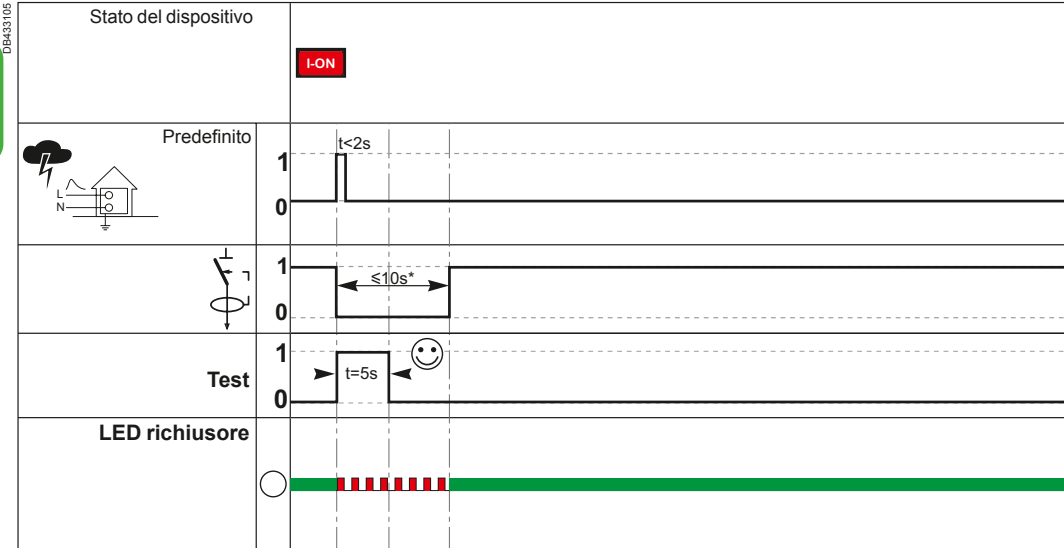 DB433105
Stato del dispositivo
I-ON
Predefinito
t<2s
1
0
L
N
1
≤10s*
0
1
Test
t=5s
0
LED richiusore